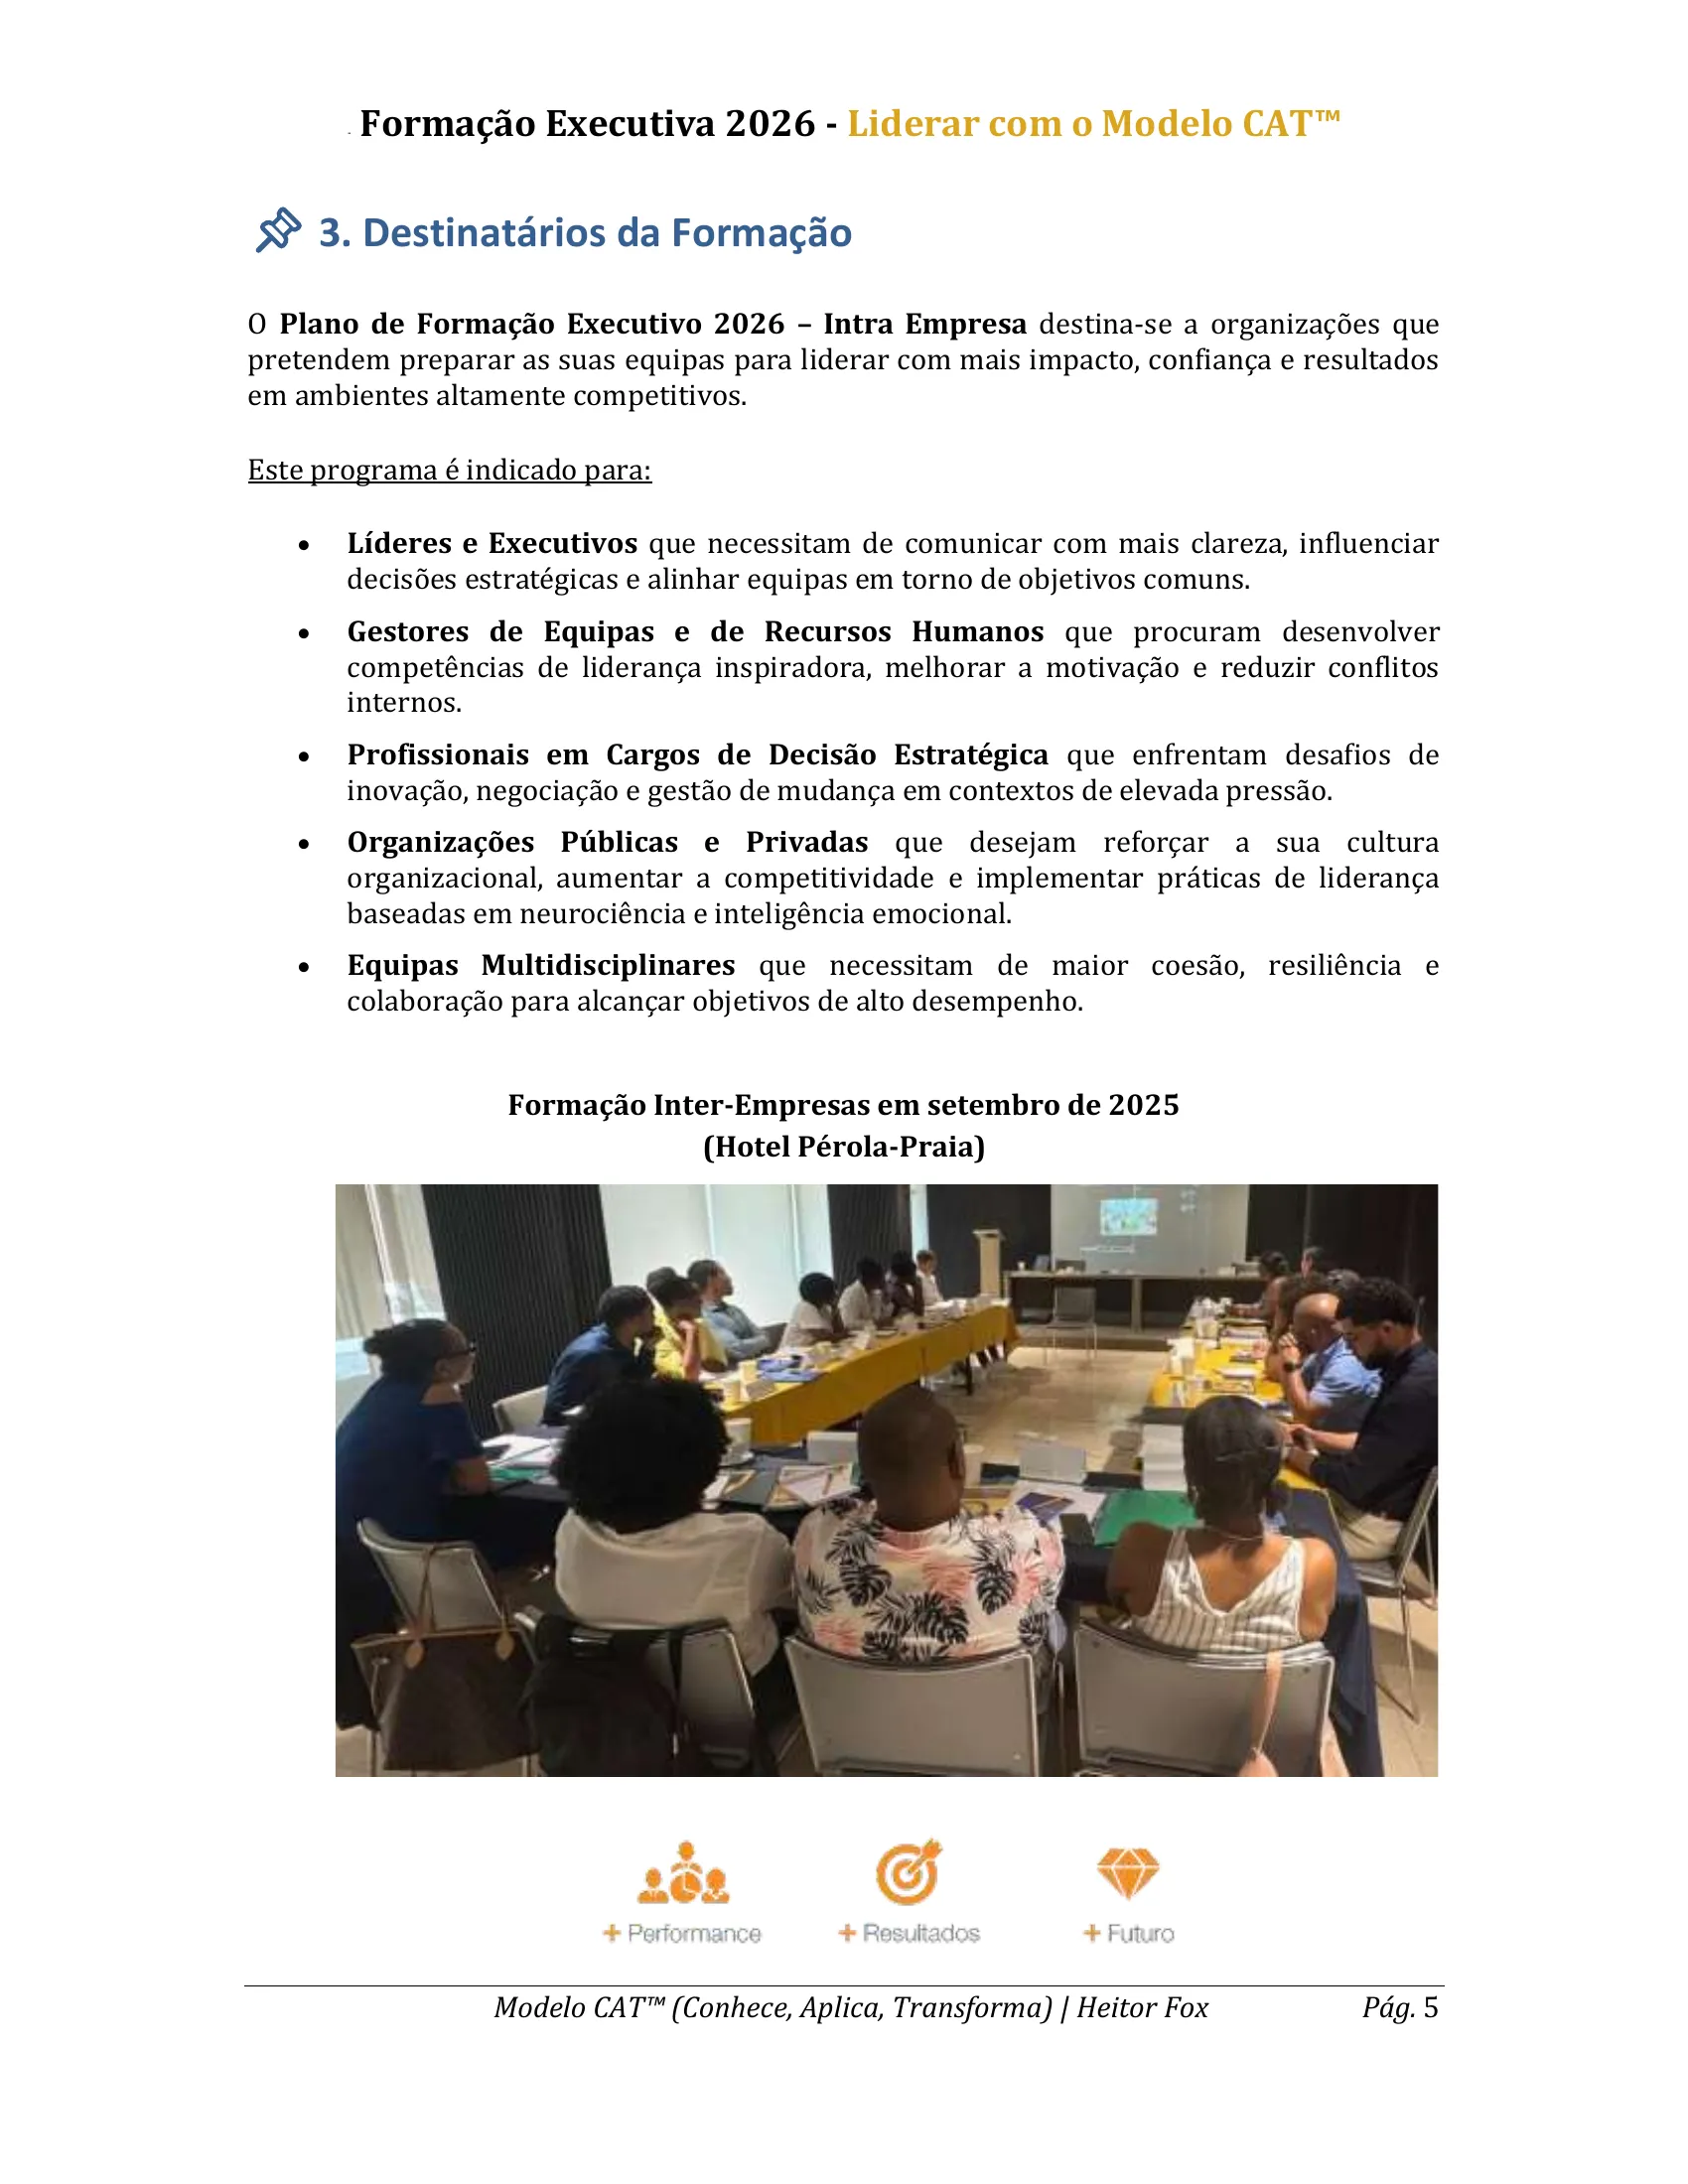 Formação Executiva 2026 - Liderar com o Modelo CAT™
3. Destinatários da Formação
O Plano de Formação Executivo 2026 – Intra Empresa destina-se a organizações que
pretendem preparar as suas equipas para liderar com mais impacto, confiança e resultados
em ambientes altamente competitivos.
Este programa é indicado para:
• Líderes e Executivos que necessitam de comunicar com mais clareza, influenciar
decisões estratégicas e alinhar equipas em torno de objetivos comuns.
• Gestores de Equipas e de Recursos Humanos que procuram desenvolver
competências de liderança inspiradora, melhorar a motivação e reduzir conflitos
internos.
• Profissionais em Cargos de Decisão Estratégica que enfrentam desafios de
inovação, negociação e gestão de mudança em contextos de elevada pressão.
• Organizações Públicas e Privadas que desejam reforçar a sua cultura
organizacional, aumentar a competitividade e implementar práticas de liderança
baseadas em neurociência e inteligência emocional.
• Equipas Multidisciplinares que necessitam de maior coesão, resiliência e
colaboração para alcançar objetivos de alto desempenho.
Formação Inter-Empresas em setembro de 2025
(Hotel Pérola-Praia)
+ Performance + Resultados + Futuro
Modelo CAT™ (Conhece, Aplica, Transforma) | Heitor Fox Pág. 5